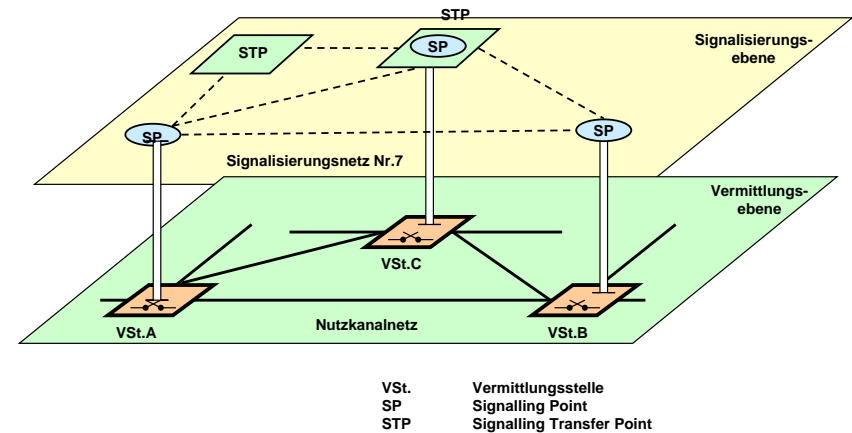 STP
Signalisierungs-
ebene
STP
SP
SP
SP
Signalisierungsnetz Nr.7
Vermittlungs-
ebene
VSt.C
VSt.A
Nutzkanalnetz
VSt.B
VSt. Vermittlungsstelle
SP Signalling Point
STP Signalling Transfer Point